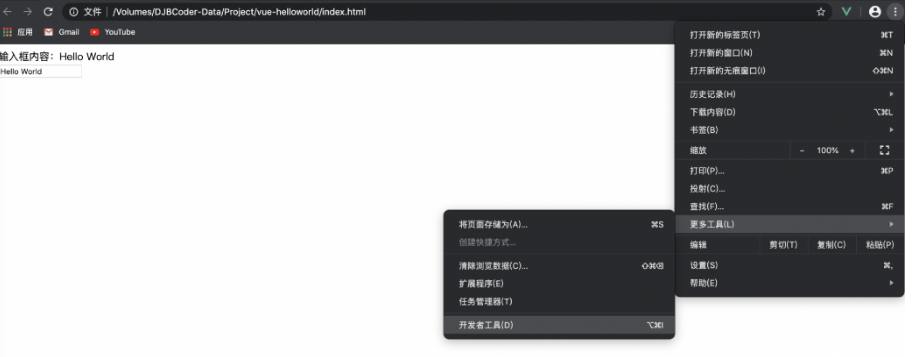 文件 | /Volumes/DJBCoder-Data/Project/vue-helloworld/index.html
应用 Gmail YouTube
输入框内容：Hello World
Hello World
打开新的标签页(T) ⌘T
打开新的窗口(N) ⌘N
打开新的无痕窗口(I) ⇧⌘N
历史记录(H)
下载内容(D) ⌥⌘L
书签(B)
缩放 - 100% +
打印(P)... ⌘P
投射(C)...
查找(F)... ⌘F
更多工具(L)
编辑 剪切(T) 复制(C) 粘贴(P)
设置(S) ⌘,
帮助(E)
将页面存储为(A)... ⌘S
创建快捷方式...
清除浏览数据(C)... ⇧⌘⌫
扩展程序(E)
任务管理器(T)
开发者工具(D) ⌥⌘I